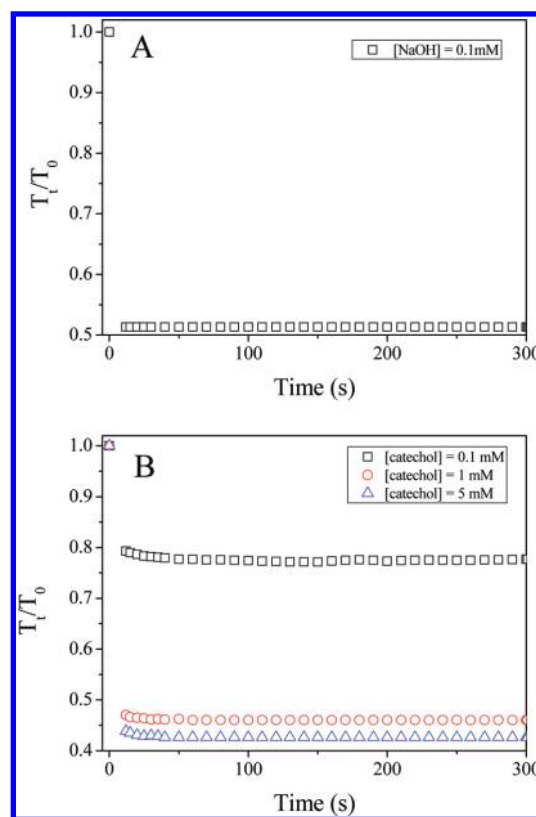 A
[NaOH] = 0.1mM
1.0
0.9
0.8
0.7
0.6
0.5
T_t/T_0
0
100
200
300
Time (s)
B
[catechol] = 0.1 mM
[catechol] = 1 mM
[catechol] = 5 mM
1.0
0.9
0.8
0.7
0.6
0.5
0.4
T_t/T_0
0
100
200
300
Time (s)